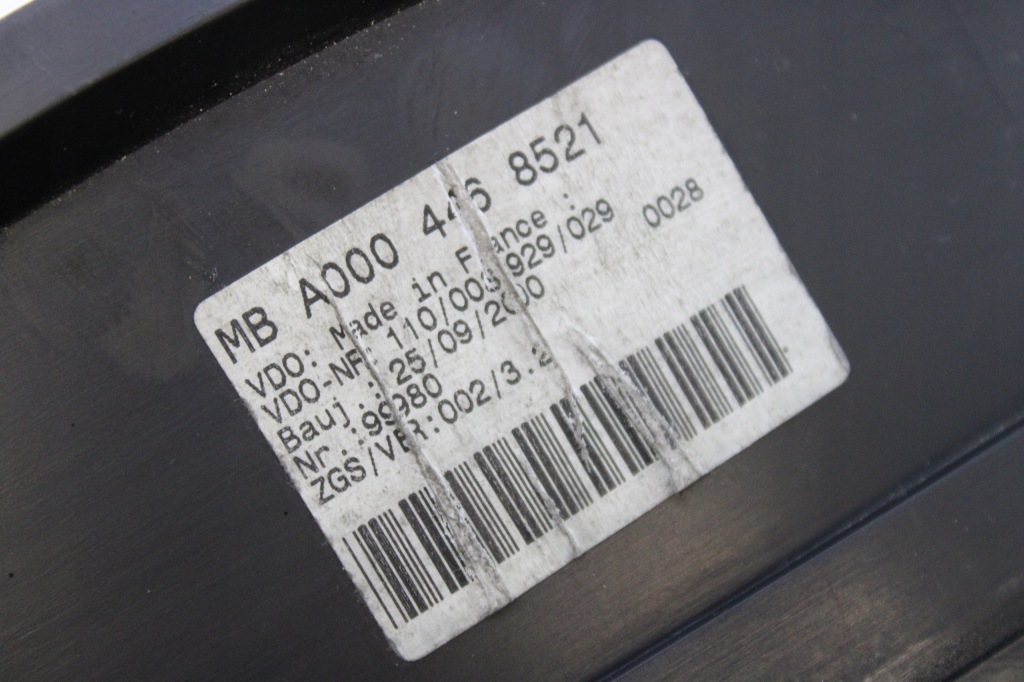 MB A000 446 8521
VDO: Made in France :
VDO-NR: 110/008/929/029 0028
Bauj.: 25/09/2000
Nr.:99980
ZGS/VER:002/3.2